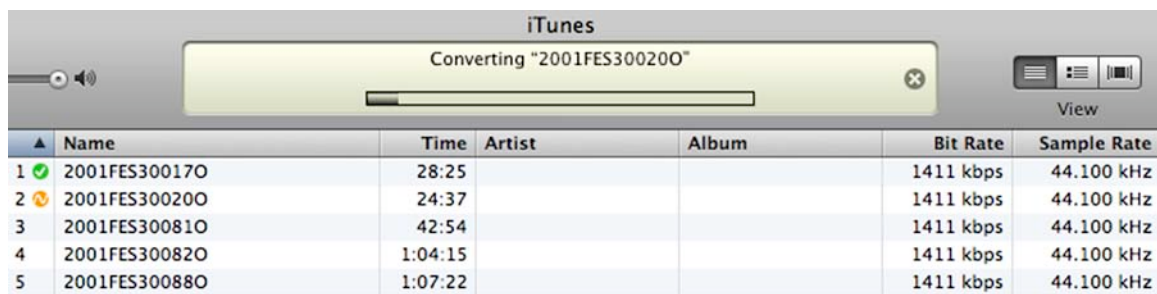 iTunes
Converting “2001FES30020O”
View
Name Time Artist Album Bit Rate Sample Rate
1 2001FES30017O 28:25 1411 kbps 44.100 kHz
2 2001FES30020O 24:37 1411 kbps 44.100 kHz
3 2001FES30081O 42:54 1411 kbps 44.100 kHz
4 2001FES30082O 1:04:15 1411 kbps 44.100 kHz
5 2001FES30088O 1:07:22 1411 kbps 44.100 kHz